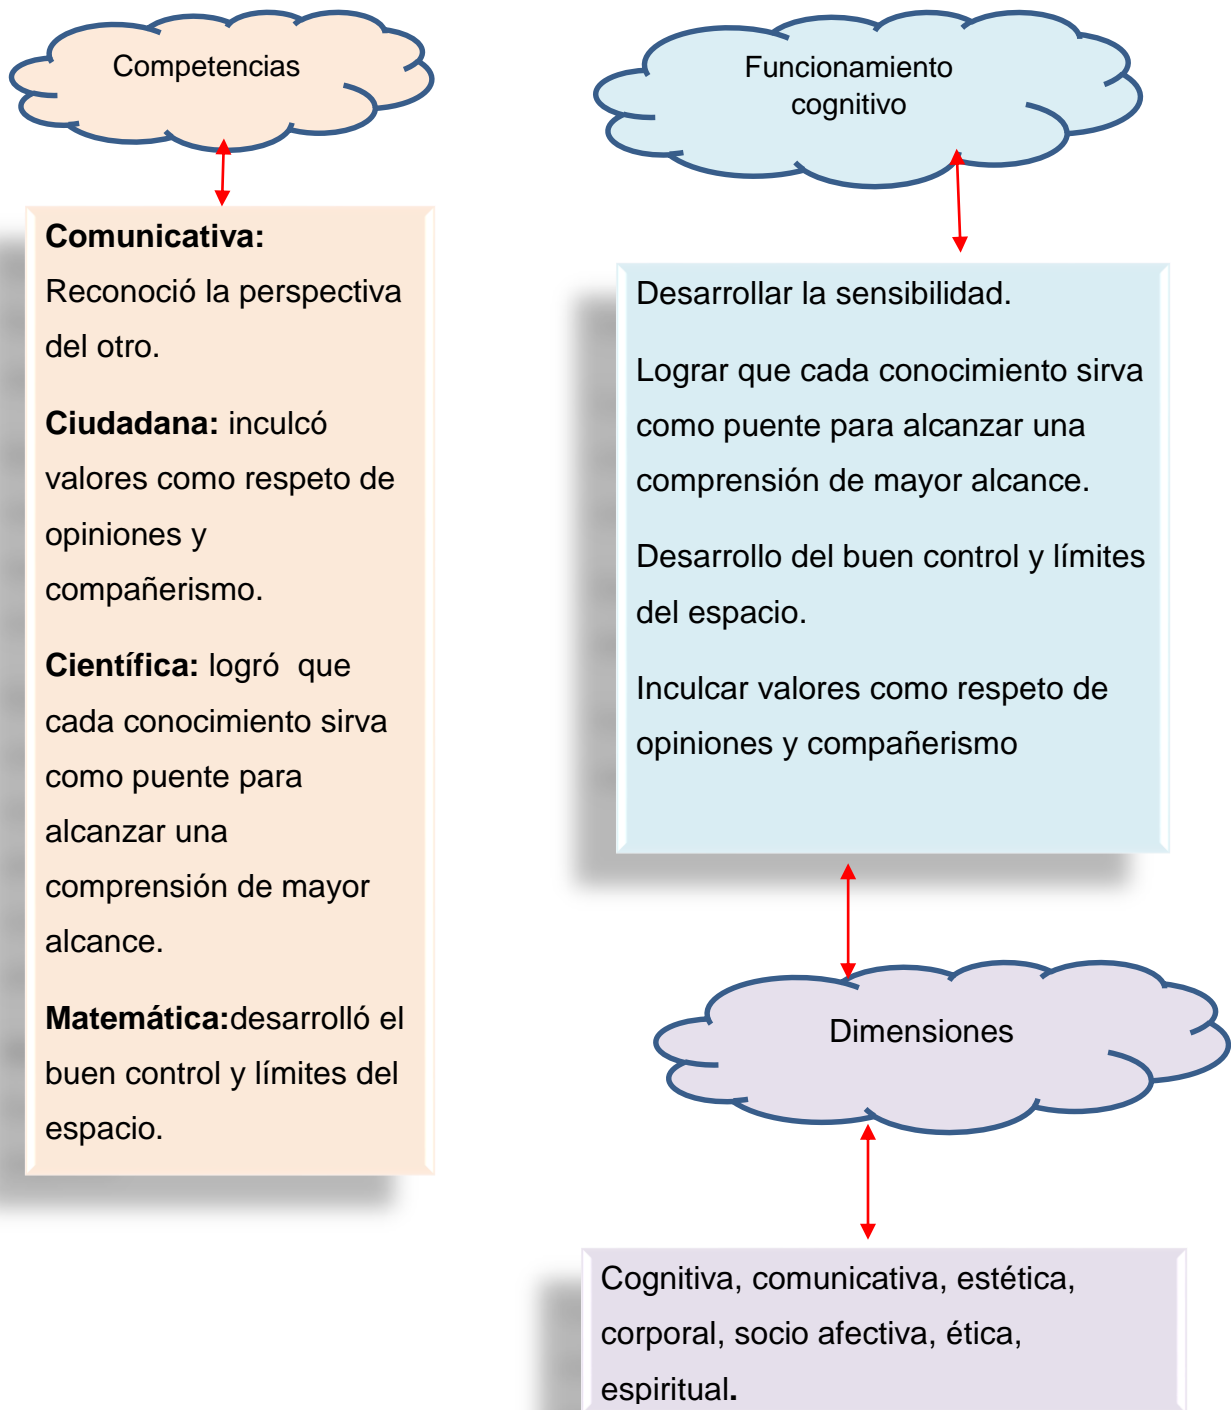 Competencias
Comunicativa:
Reconoció la perspectiva
del otro.
Ciudadana: inculcó
valores como respeto de
opiniones y
compañerismo.
Científica: logró  que
cada conocimiento sirva
como puente para
alcanzar una
comprensión de mayor
alcance.
Matemática:desarrolló el
buen control y límites del
espacio.
Funcionamiento
cognitivo
Desarrollar la sensibilidad.
Lograr que cada conocimiento sirva
como puente para alcanzar una
comprensión de mayor alcance.
Desarrollo del buen control y límites
del espacio.
Inculcar valores como respeto de
opiniones y compañerismo
Dimensiones
Cognitiva, comunicativa, estética,
corporal, socio afectiva, ética,
espiritual.